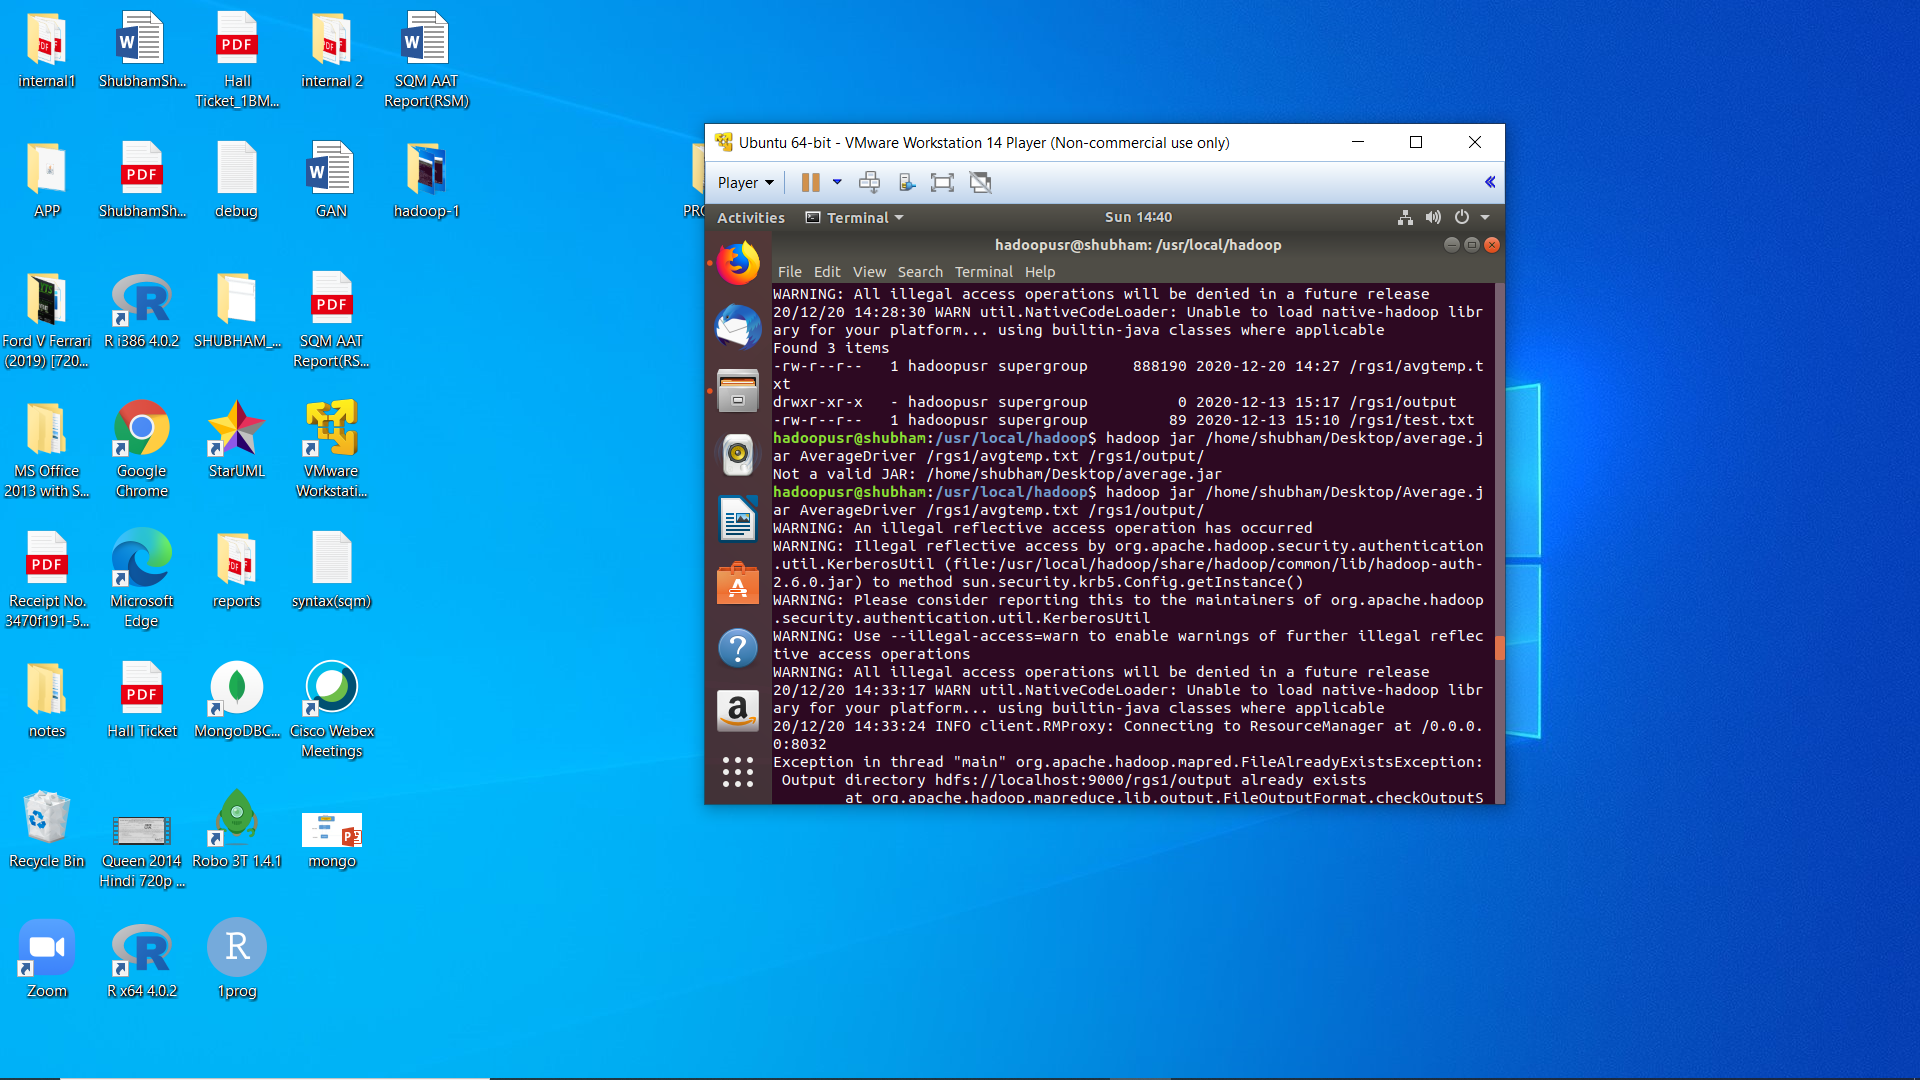 internal1
ShubhamSh...
Hall
Ticket_1BM...
internal 2
SQM AAT
Report(RSM)
APP
ShubhamSh...
debug
GAN
hadoop-1
Ford V Ferrari
(2019) [720...
R i386 4.0.2
SHUBHAM_...
SQM AAT
Report(RS...
MS Office
2013 with S...
Google
Chrome
StarUML
VMware
Workstati...
Receipt No.
3470f191-5...
Microsoft
Edge
reports
syntax(sqm)
notes
Hall Ticket
MongoDBC...
Cisco Webex
Meetings
Recycle Bin
Queen 2014
Hindi 720p ...
Robo 3T 1.4.1
mongo
Zoom
R x64 4.0.2
1prog
Ubuntu 64-bit - VMware Workstation 14 Player (Non-commercial use only)
Player
Activities
Terminal
Sun 14:40
hadoopusr@shubham: /usr/local/hadoop
File Edit View Search Terminal Help
WARNING: All illegal access operations will be denied in a future release
20/12/20 14:28:30 WARN util.NativeCodeLoader: Unable to load native-hadoop libr
ary for your platform... using builtin-java classes where applicable
Found 3 items
-rw-r--r--   1 hadoopusr supergroup     888190 2020-12-20 14:27 /rgs1/avgtemp.t
xt
drwxr-xr-x   - hadoopusr supergroup          0 2020-12-13 15:17 /rgs1/output
-rw-r--r--   1 hadoopusr supergroup         89 2020-12-13 15:10 /rgs1/test.txt
hadoopusr@shubham:/usr/local/hadoop$ hadoop jar /home/shubham/Desktop/average.j
ar AverageDriver /rgs1/avgtemp.txt /rgs1/output/
Not a valid JAR: /home/shubham/Desktop/average.jar
hadoopusr@shubham:/usr/local/hadoop$ hadoop jar /home/shubham/Desktop/Average.j
ar AverageDriver /rgs1/avgtemp.txt /rgs1/output/
WARNING: An illegal reflective access operation has occurred
WARNING: Illegal reflective access by org.apache.hadoop.security.authentication
.util.KerberosUtil (file:/usr/local/hadoop/share/hadoop/common/lib/hadoop-auth-
2.6.0.jar) to method sun.security.krb5.Config.getInstance()
WARNING: Please consider reporting this to the maintainers of org.apache.hadoop
.security.authentication.util.KerberosUtil
WARNING: Use --illegal-access=warn to enable warnings of further illegal reflec
tive access operations
WARNING: All illegal access operations will be denied in a future release
20/12/20 14:33:17 WARN util.NativeCodeLoader: Unable to load native-hadoop libr
ary for your platform... using builtin-java classes where applicable
20/12/20 14:33:24 INFO client.RMProxy: Connecting to ResourceManager at /0.0.0.
0:8032
Exception in thread "main" org.apache.hadoop.mapred.FileAlreadyExistsException:
 Output directory hdfs://localhost:9000/rgs1/output already exists
        at org.apache.hadoop.mapreduce.lib.output.FileOutputFormat.checkOutputS